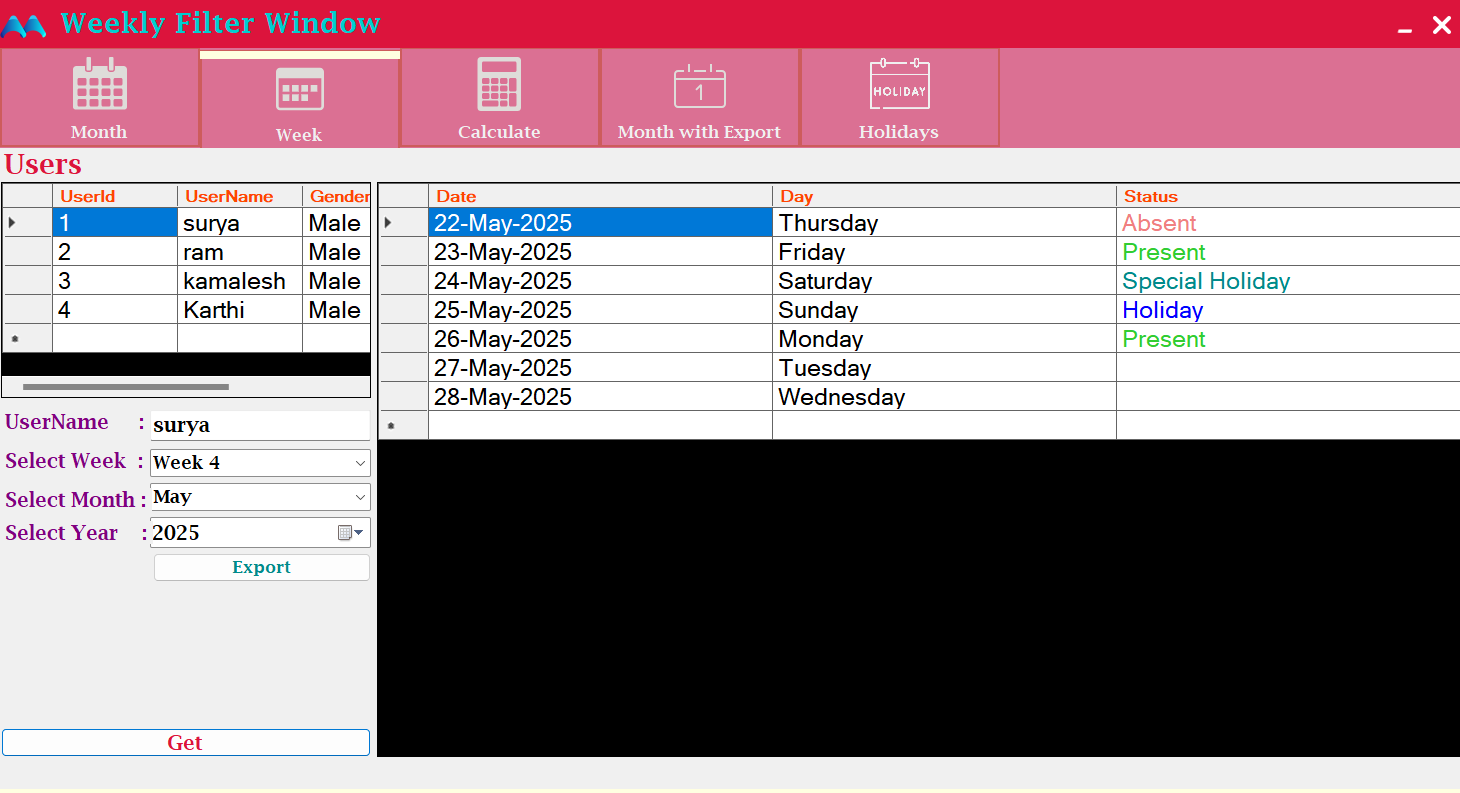 Weekly Filter Window
Month
Week
Calculate
1
Month with Export
HOLIDAY
Holidays
Users
UserId UserName Gender
1 surya Male
2 ram Male
3 kamalesh Male
4 Karthi Male
Date Day Status
22-May-2025 Thursday Absent
23-May-2025 Friday Present
24-May-2025 Saturday Special Holiday
25-May-2025 Sunday Holiday
26-May-2025 Monday Present
27-May-2025 Tuesday
28-May-2025 Wednesday
UserName : surya
Select Week : Week 4
Select Month : May
Select Year : 2025
Export
Get